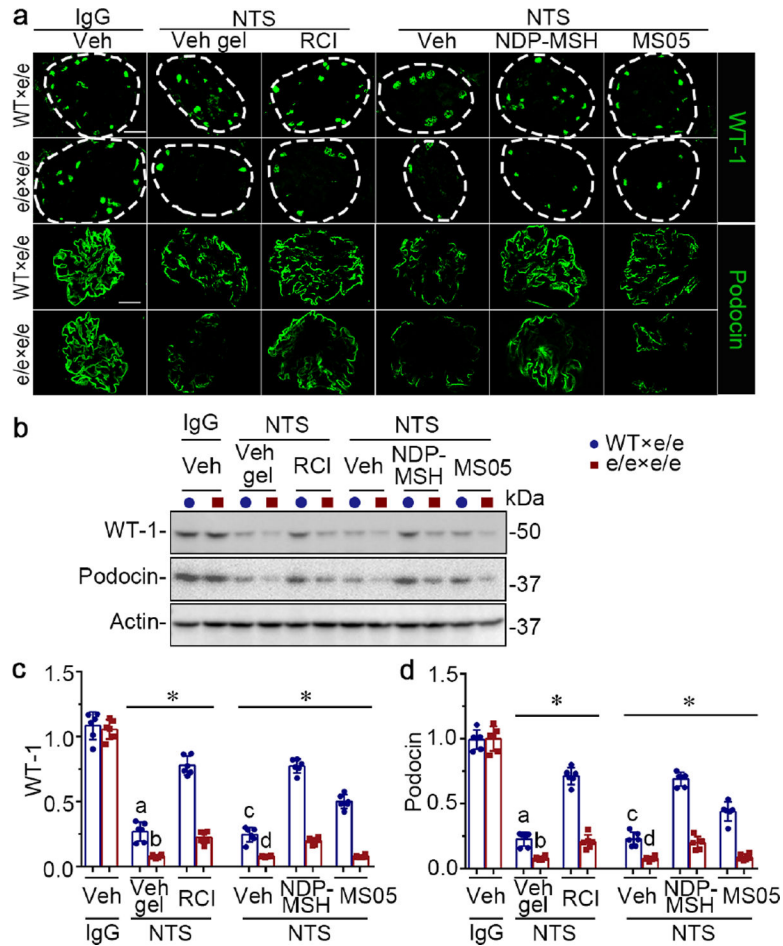 a
IgG NTS NTS
Veh Veh gel RCI Veh NDP-MSH MS05
WT×e/e
e/e×e/e
WT-1
WT×e/e
e/e×e/e
Podocin
b
IgG NTS NTS
Veh Veh gel RCI Veh NDP-MSH MS05
WT×e/e
e/e×e/e
kDa
WT-1- -50
Podocin- -37
Actin- -37
c
WT-1
1.5
1.0
0.5
0.0
* *
a b c d
Veh Veh gel RCI Veh NDP-MSH MS05
IgG NTS NTS
d
Podocin
1.5
1.0
0.5
0
* *
a b c d
Veh Veh gel RCI Veh NDP-MSH MS05
IgG NTS NTS